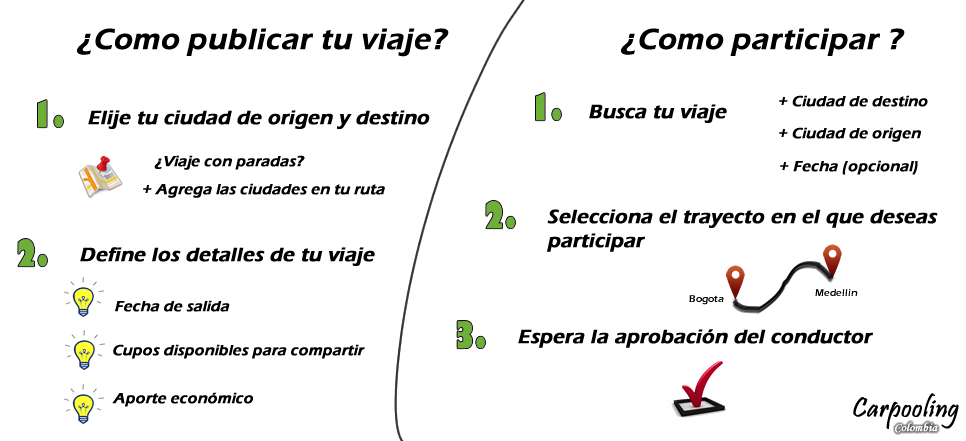 ¿Como publicar tu viaje?
1. Elije tu ciudad de origen y destino
¿Viaje con paradas?
+ Agrega las ciudades en tu ruta
2. Define los detalles de tu viaje
Fecha de salida
Cupos disponibles para compartir
Aporte económico
¿Como participar ?
1. Busca tu viaje
+ Ciudad de destino
+ Ciudad de origen
+ Fecha (opcional)
2. Selecciona el trayecto en el que deseas
participar
Bogota
Medellin
3. Espera la aprobación del conductor
Carpooling
Colombia